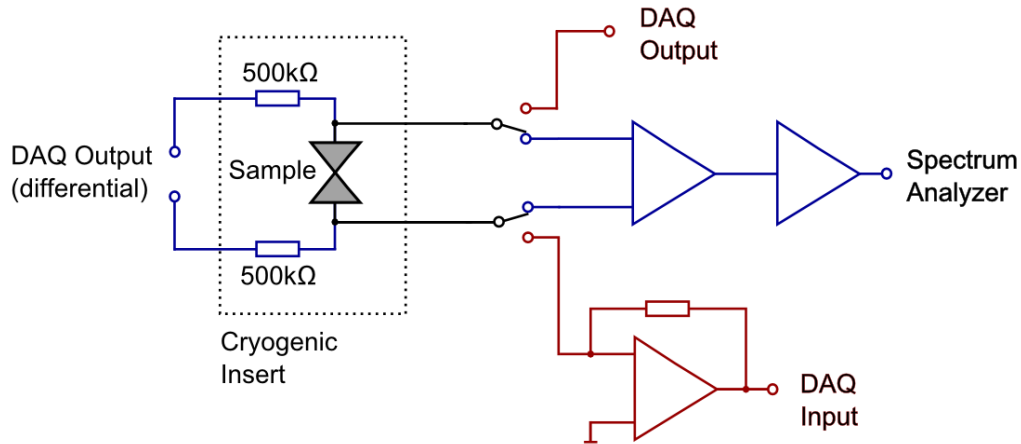 DAQ
Output
500kΩ
DAQ Output
(differential)
Sample
Spectrum
Analyzer
500kΩ
Cryogenic
Insert
DAQ
Input